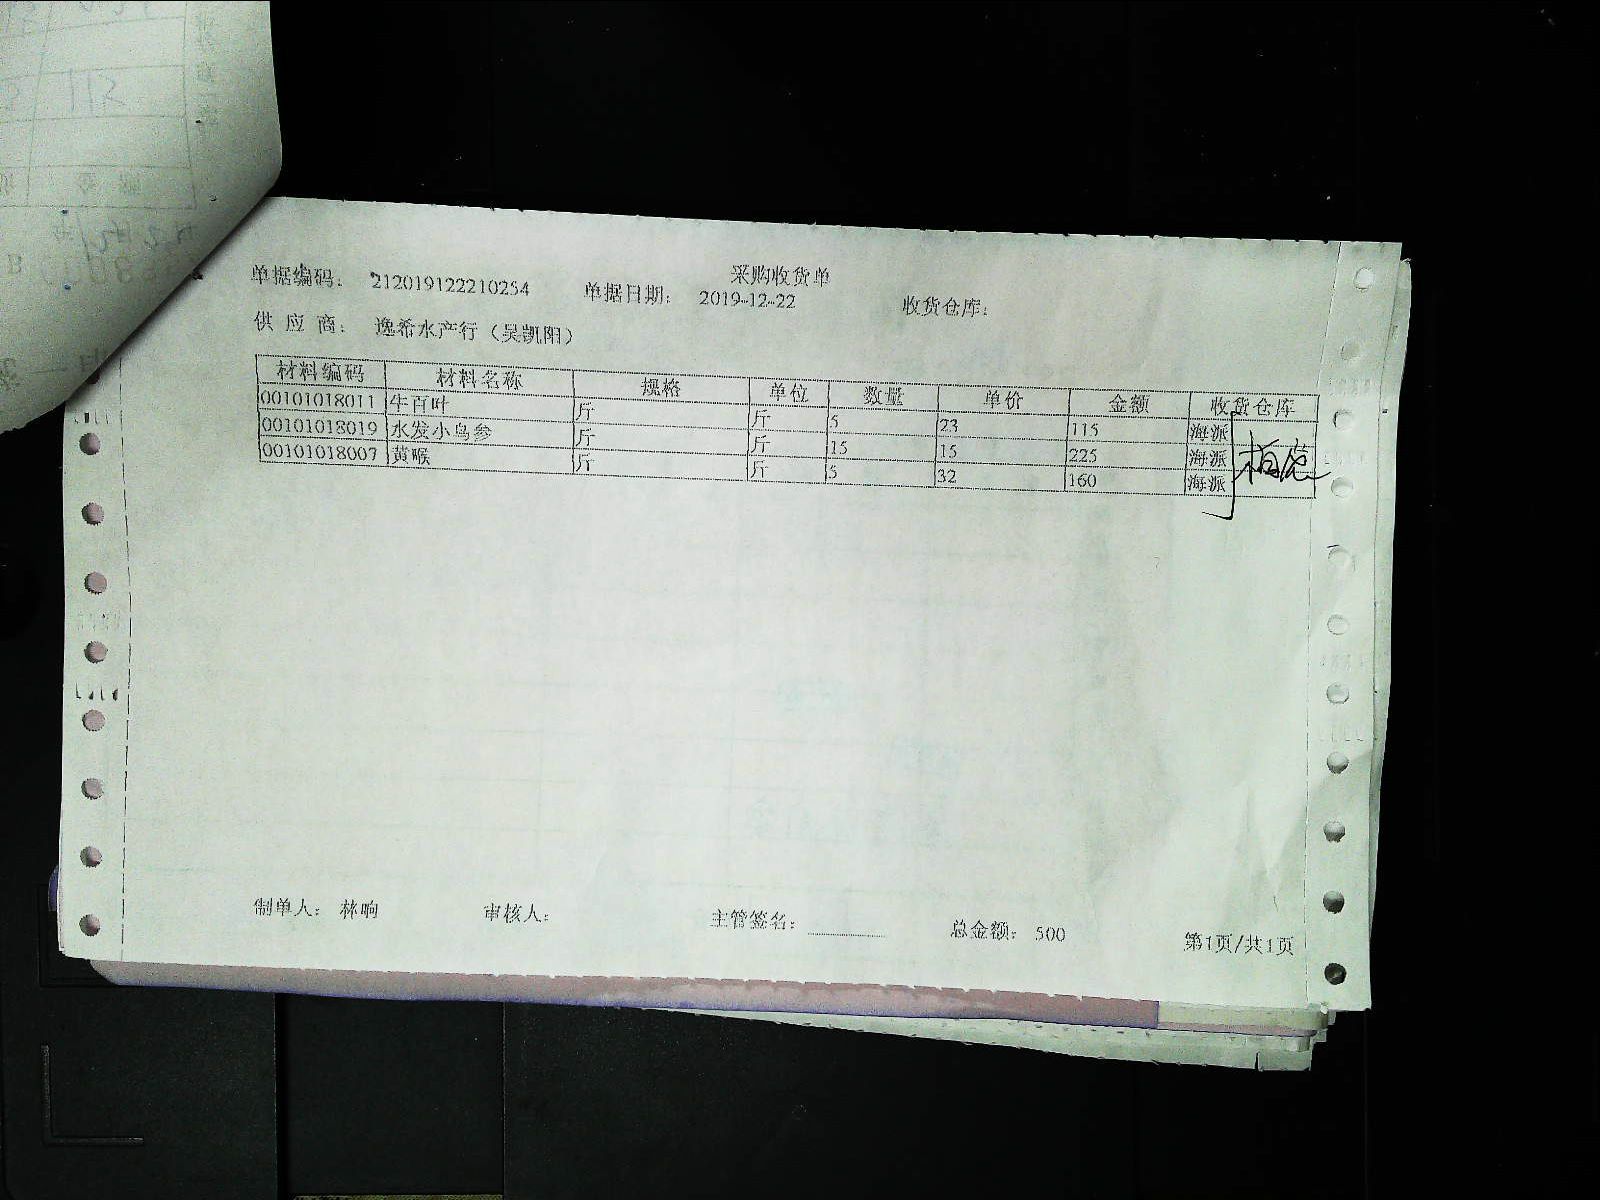 采购收货单
单据编码： 212019122210254 单据日期： 2019-12-22 收货仓库：
供应商： 逸希水产行（吴凯阳）
材料编码 材料名称 规格 单位 数量 单价 金额 收货仓库
00101018011 牛百叶 斤 斤 5 23 115 海派
00101018019 水发小乌参 斤 斤 15 15 225 海派
00101018007 黄喉 斤 斤 5 32 160 海派
制单人： 林响 审核人： 主管签名： 总金额： 500 第1页/共1页